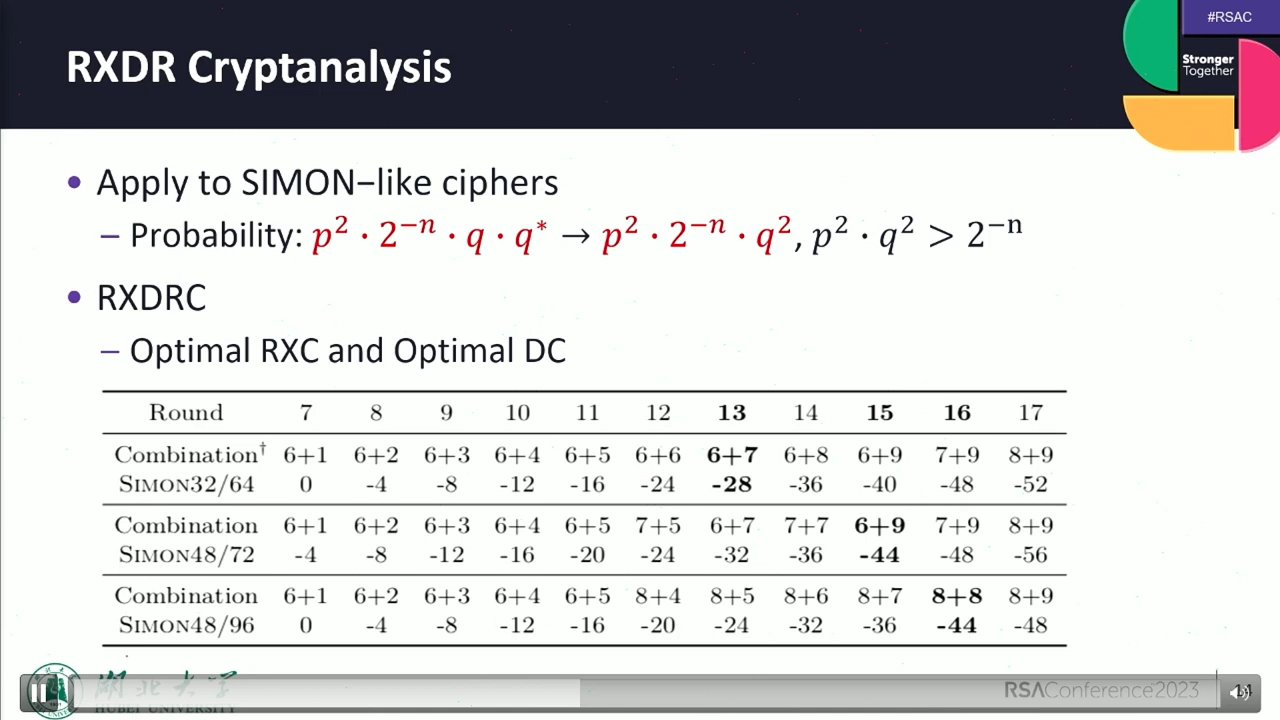 #RSAC
RXDR Cryptanalysis
Stronger
Together
• Apply to SIMON−like ciphers
– Probability: p² · 2⁻ⁿ · q · q* → p² · 2⁻ⁿ · q², p² · q² > 2⁻ⁿ
• RXDRC
– Optimal RXC and Optimal DC
Round 7 8 9 10 11 12 13 14 15 16 17
Combination† 6+1 6+2 6+3 6+4 6+5 6+6 6+7 6+8 6+9 7+9 8+9
SIMON32/64 0 -4 -8 -12 -16 -24 -28 -36 -40 -48 -52
Combination 6+1 6+2 6+3 6+4 6+5 7+5 6+7 7+7 6+9 7+9 8+9
SIMON48/72 -4 -8 -12 -16 -20 -24 -32 -36 -44 -48 -56
Combination 6+1 6+2 6+3 6+4 6+5 8+4 8+5 8+6 8+7 8+8 8+9
SIMON48/96 0 -4 -8 -12 -16 -20 -24 -32 -36 -44 -48
湖北大学
HUBEI UNIVERSITY
RSAConference2023
14